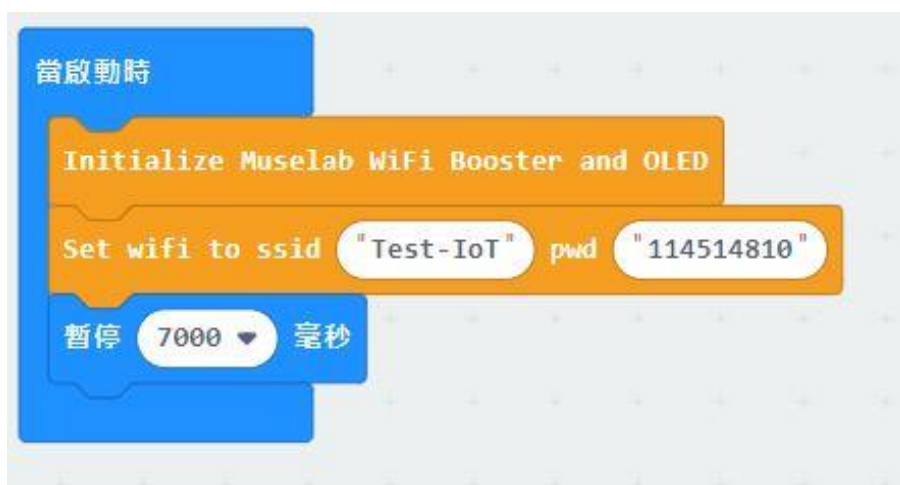 當啟動時
Initialize Muselab WiFi Booster and OLED
Set wifi to ssid "Test-IoT" pwd "114514810"
暫停 7000 毫秒